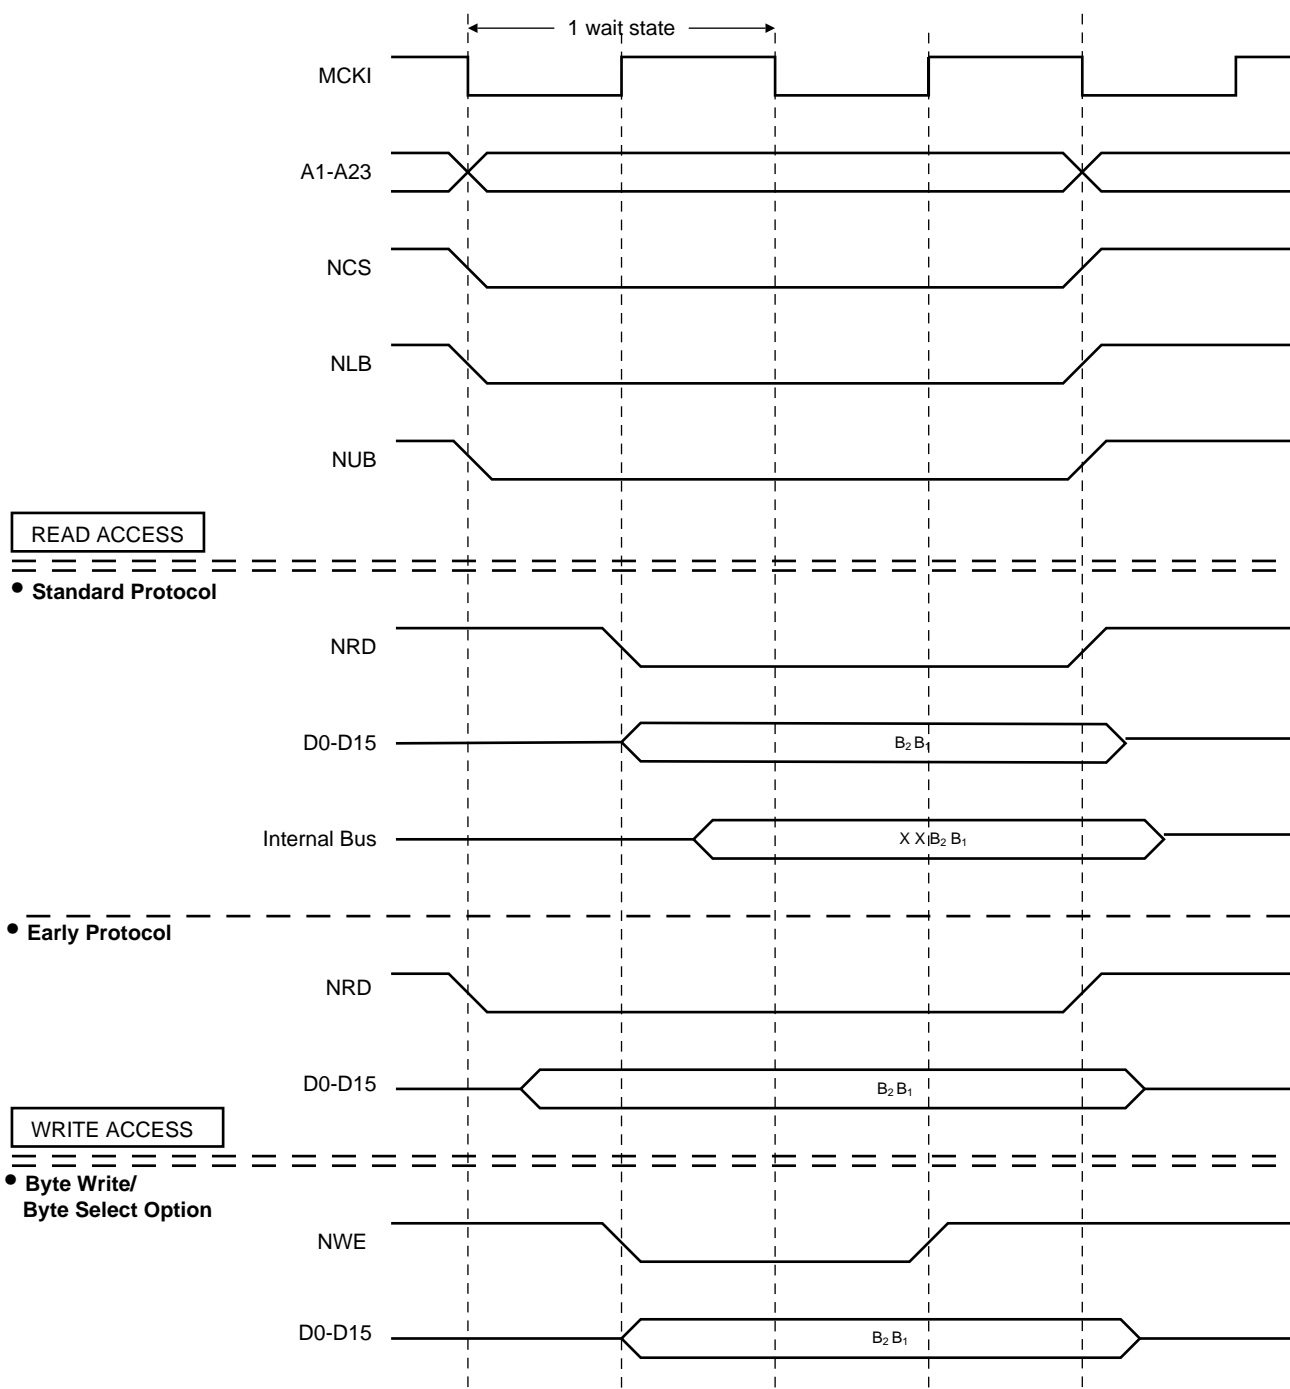 1 wait state
MCKI
A1-A23
NCS
NLB
NUB
READ ACCESS
• Standard Protocol
NRD
D0-D15 B₂ B₁
Internal Bus X X B₂ B₁
• Early Protocol
NRD
D0-D15 B₂ B₁
WRITE ACCESS
• Byte Write/
Byte Select Option
NWE
D0-D15 B₂ B₁